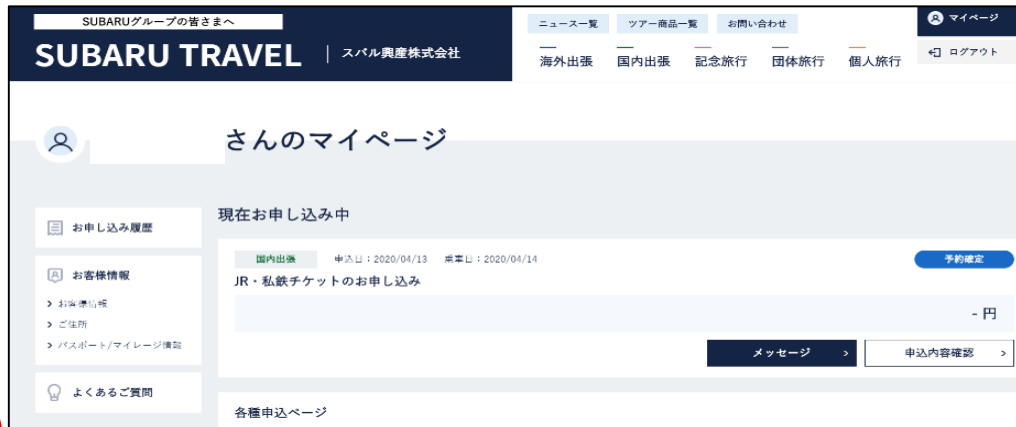 SUBARUグループの皆さまへ
SUBARU TRAVEL
スバル興産株式会社
ニュース一覧
ツアー商品一覧
お問い合わせ
海外出張
国内出張
記念旅行
団体旅行
個人旅行
マイページ
ログアウト
さんのマイページ
お申し込み履歴
お客様情報
お客様情報
ご住所
パスポート/マイレージ情報
よくあるご質問
現在お申し込み中
国内出張 申込日：2020/04/13 乗車日：2020/04/14
予約確定
JR・私鉄チケットのお申し込み
- 円
メッセージ
申込内容確認
各種申込ページ